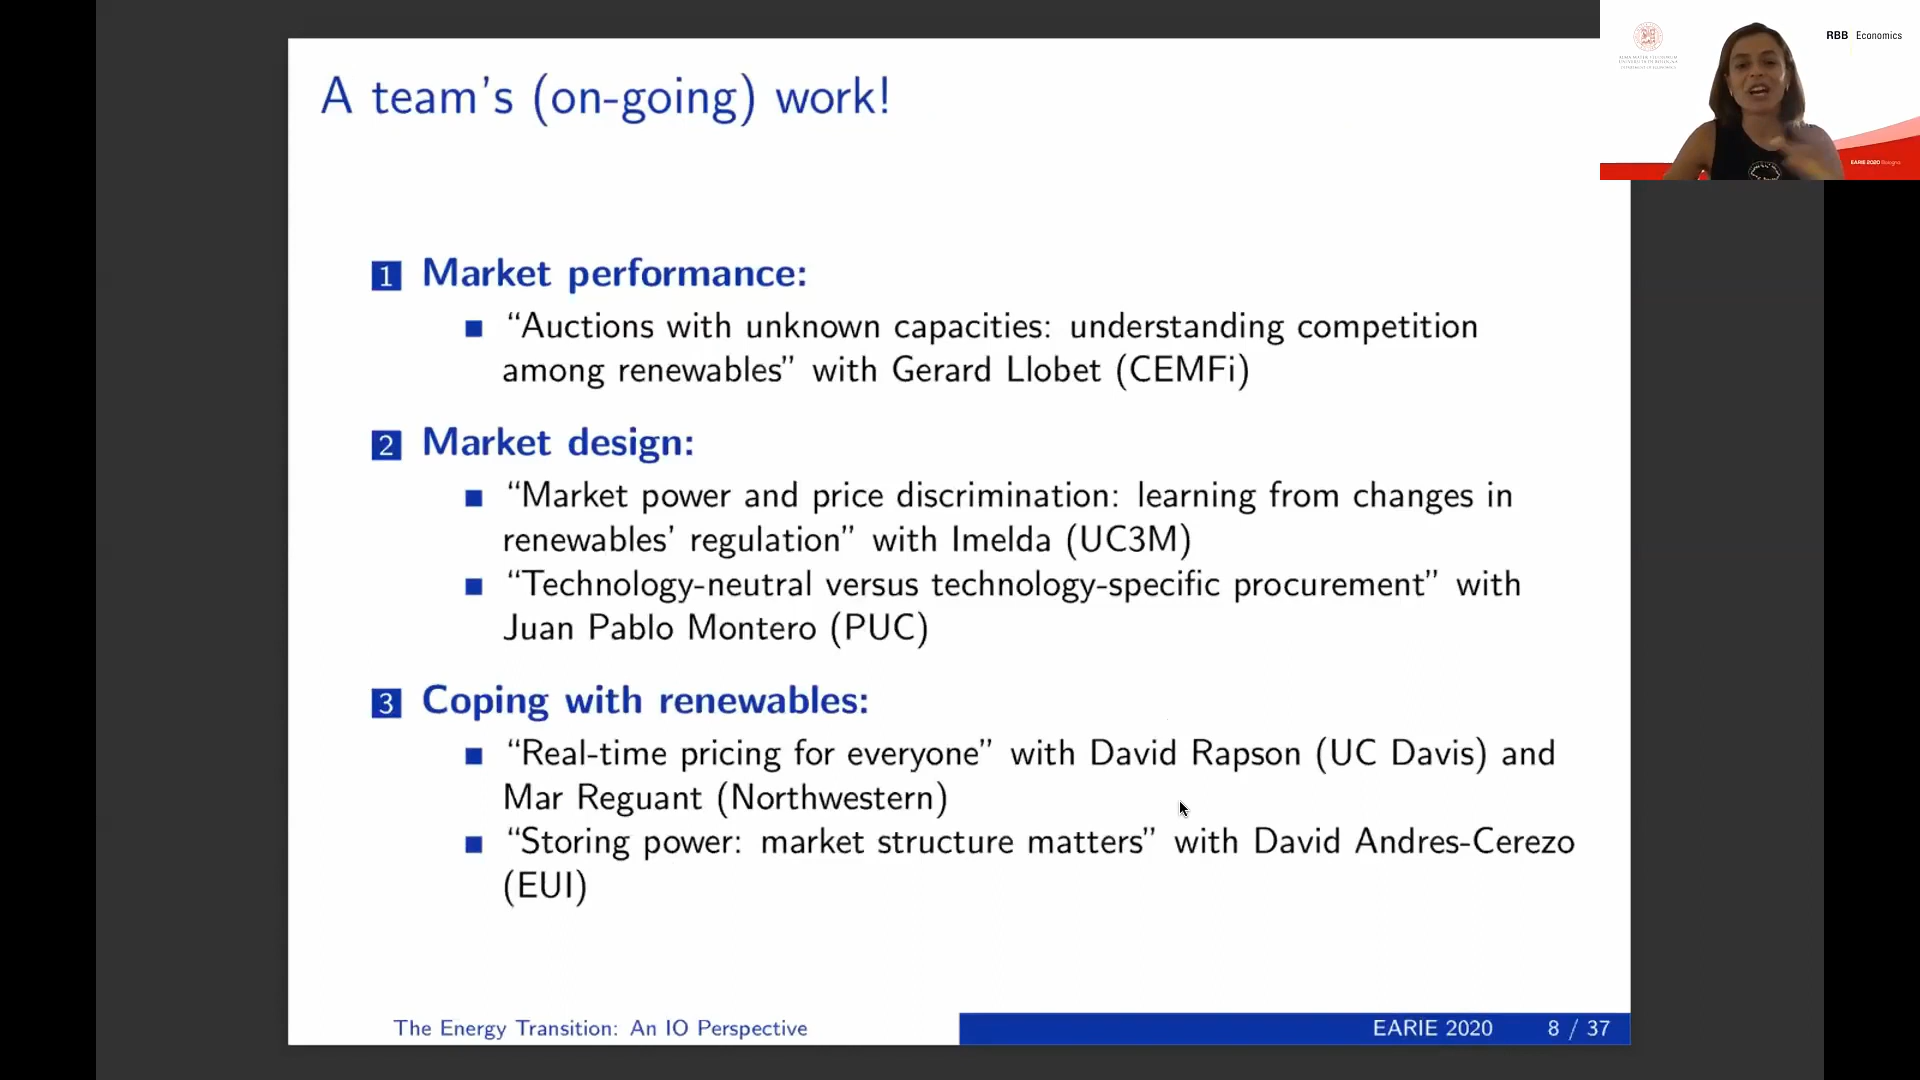 A team's (on-going) work!
RBB Economics
1 Market performance:
“Auctions with unknown capacities: understanding competition
among renewables” with Gerard Llobet (CEMFi)
2 Market design:
“Market power and price discrimination: learning from changes in
renewables' regulation” with Imelda (UC3M)
“Technology-neutral versus technology-specific procurement” with
Juan Pablo Montero (PUC)
3 Coping with renewables:
“Real-time pricing for everyone” with David Rapson (UC Davis) and
Mar Reguant (Northwestern)
“Storing power: market structure matters” with David Andres-Cerezo
(EUI)
The Energy Transition: An IO Perspective
EARIE 2020 8 / 37
EARIE 2020 Bologna